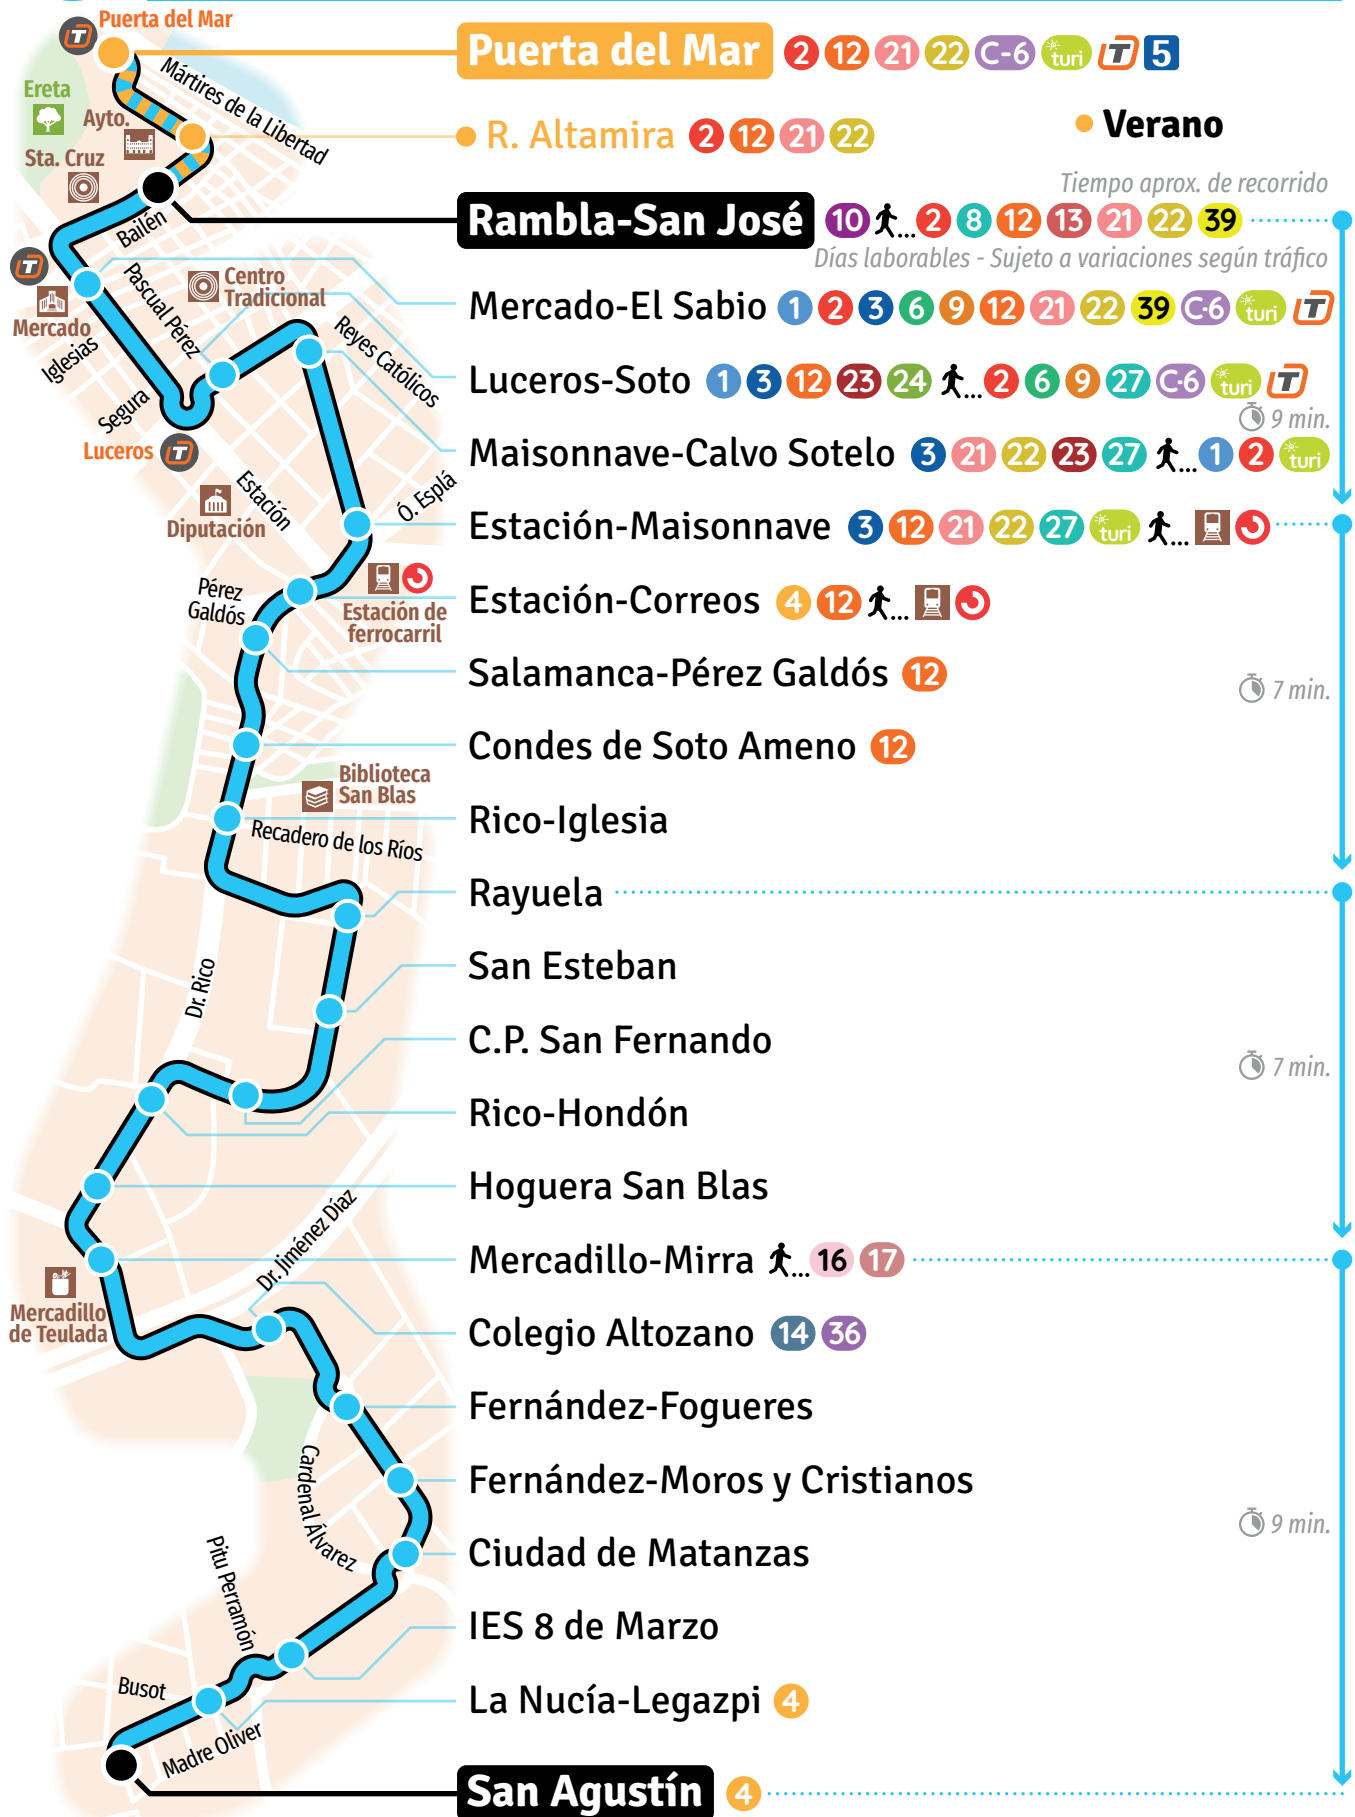 Puerta del Mar
Puerta del Mar 2 12 21 22 C-6 turi T 5
Mártires de la Libertad
Ereta
Ayto.
R. Altamira 2 12 21 22
Verano
Sta. Cruz
Tiempo aprox. de recorrido
Rambla-San José 10 ... 2 8 12 13 21 22 39
Bailén
Días laborables - Sujeto a variaciones según tráfico
T
Pascual Pérez
Centro
Tradicional
Mercado-El Sabio 1 2 3 6 9 12 21 22 39 C-6 turi T
Mercado
Iglesias
Reyes Católicos
Luceros-Soto 1 3 12 23 24 ... 2 6 9 27 C-6 turi T
Segura
9 min.
Luceros T
Maisonnave-Calvo Sotelo 3 21 22 23 27 ... 1 2 turi
Estación
Ó. Esplá
Diputación
Estación-Maisonnave 3 12 21 22 27 turi ...
Pérez
Galdós
Estación de
ferrocarril
Estación-Correos 4 12 ...
Salamanca-Pérez Galdós 12
7 min.
Condes de Soto Ameno 12
Biblioteca
San Blas
Rico-Iglesia
Recadero de los Ríos
Rayuela
San Esteban
Dr. Rico
C.P. San Fernando
7 min.
Rico-Hondón
Hoguera San Blas
Dr. Jiménez Díaz
Mercadillo-Mirra ... 16 17
Mercadillo
de Teulada
Colegio Altozano 14 36
Fernández-Fogueres
Cardenal Álvarez
Fernández-Moros y Cristianos
9 min.
Ciudad de Matanzas
Pitu Perramón
IES 8 de Marzo
Busot
La Nucía-Legazpi 4
Madre Oliver
San Agustín 4